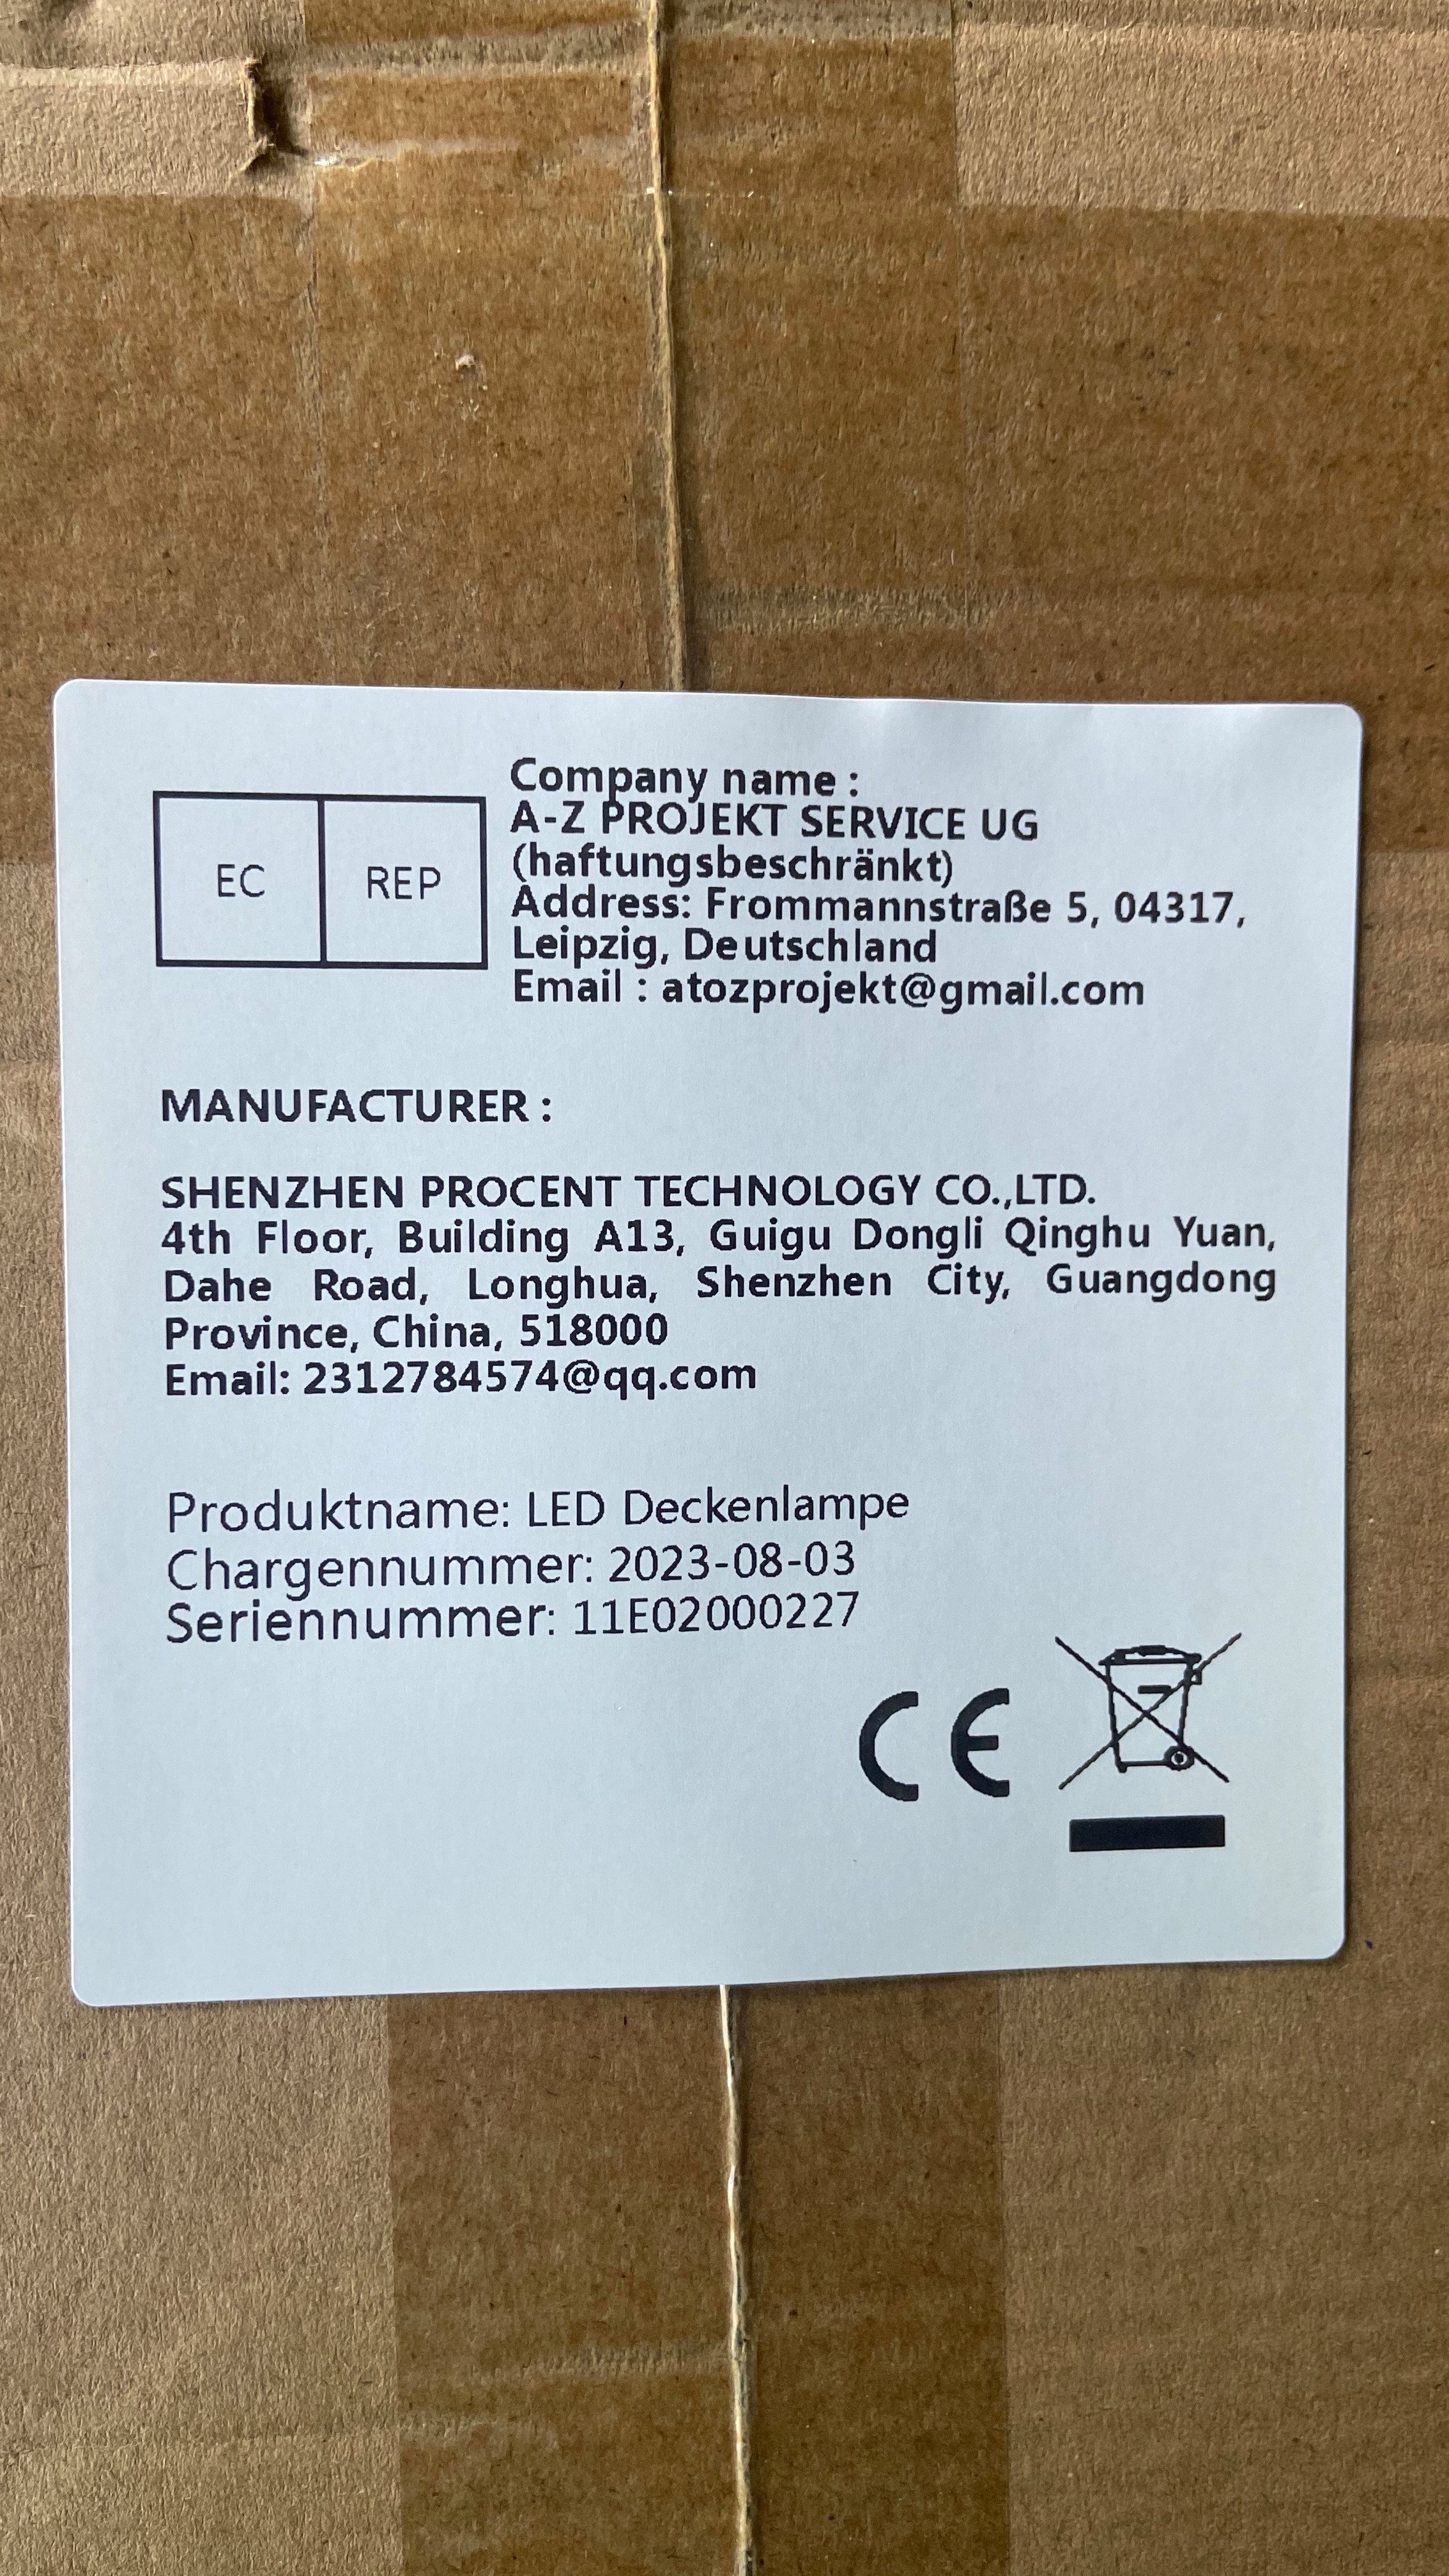 EC REP
Company name :
A-Z PROJEKT SERVICE UG
(haftungsbeschränkt)
Address: Frommannstraße 5, 04317,
Leipzig, Deutschland
Email : atozprojekt@gmail.com
MANUFACTURER :
SHENZHEN PROCENT TECHNOLOGY CO.,LTD.
4th Floor, Building A13, Guigu Dongli Qinghu Yuan,
Dahe Road, Longhua, Shenzhen City, Guangdong
Province, China, 518000
Email: 2312784574@qq.com
Produktname: LED Deckenlampe
Chargennummer: 2023-08-03
Seriennummer: 11E02000227
CE